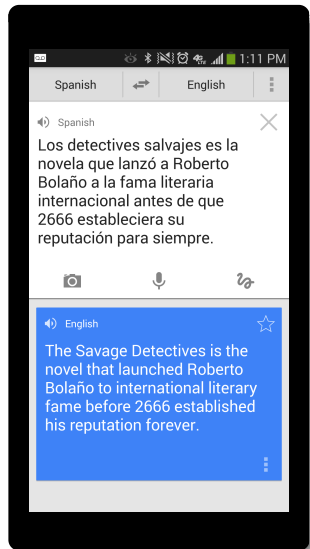 4G LTE 1:11 PM
Spanish English
Spanish
Los detectives salvajes es la
novela que lanzó a Roberto
Bolaño a la fama literaria
internacional antes de que
2666 estableciera su
reputación para siempre.
English
The Savage Detectives is the
novel that launched Roberto
Bolaño to international literary
fame before 2666 established
his reputation forever.